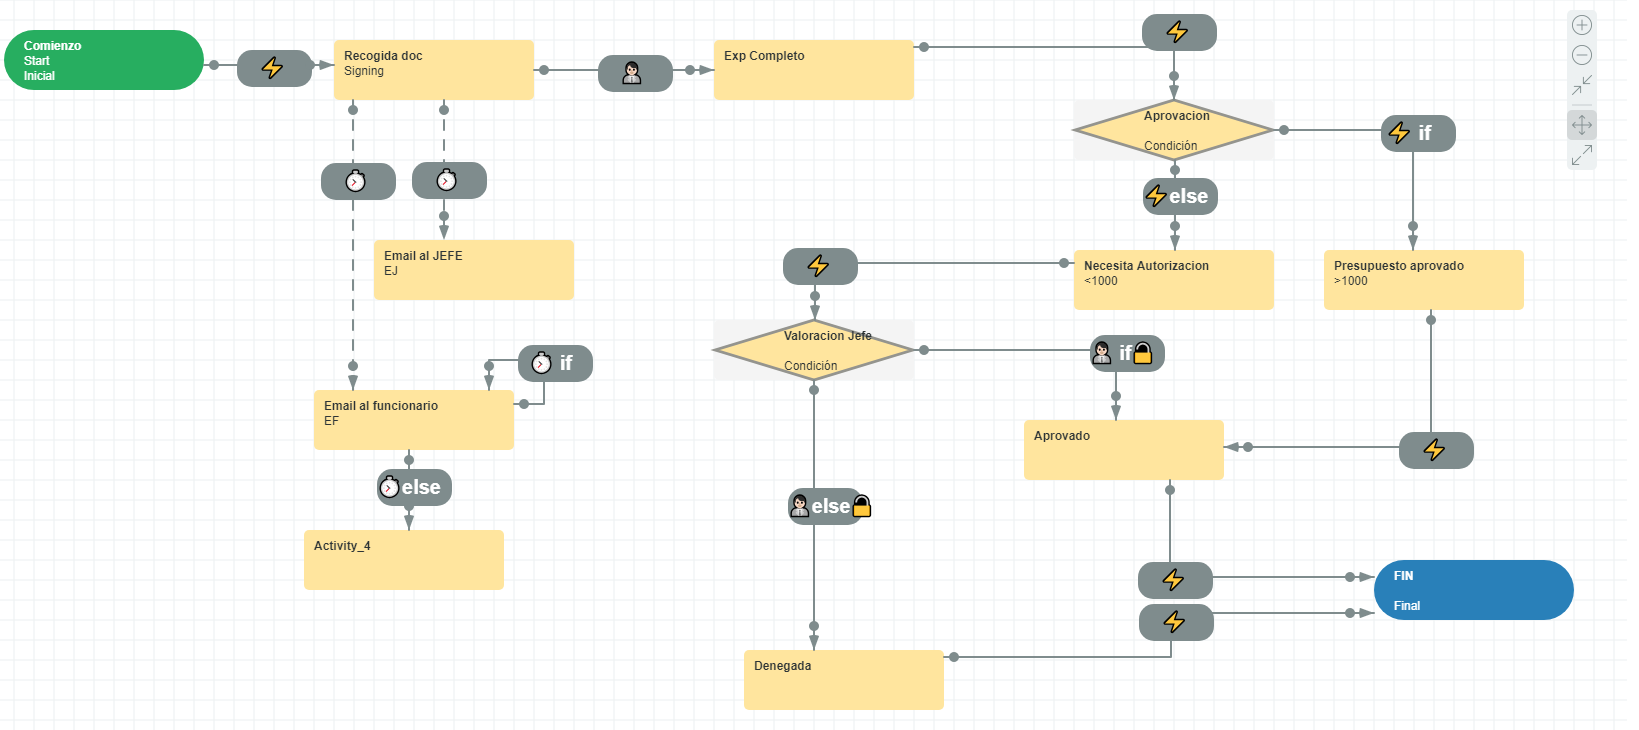 Comienzo
Start
Inicial
Recogida doc
Signing
Exp Completo
Aprovacion
Condición
if
else
Email al JEFE
EJ
Necesita Autorizacion
<1000
Presupuesto aprovado
>1000
Valoracion Jefe
Condición
if
if
Email al funcionario
EF
Aprovado
else
else
Activity_4
FIN
Final
Denegada